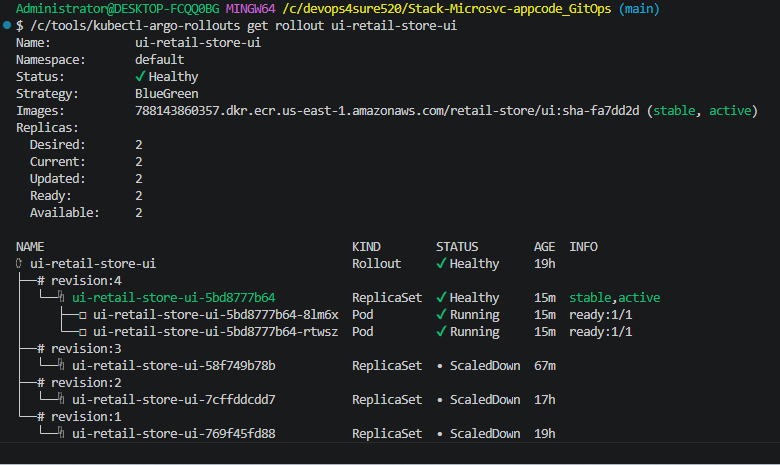 Administrator@DESKTOP-FCQQ0BG MINGW64 /c/devops4sure520/Stack-Microsvc-appcode_GitOps (main)
$ /c/tools/kubectl-argo-rollouts get rollout ui-retail-store-ui
Name: ui-retail-store-ui
Namespace: default
Status: ✔ Healthy
Strategy: BlueGreen
Images: 788143860357.dkr.ecr.us-east-1.amazonaws.com/retail-store/ui:sha-fa7dd2d (stable, active)
Replicas:
  Desired: 2
  Current: 2
  Updated: 2
  Ready: 2
  Available: 2

NAME KIND STATUS AGE INFO
⟳ ui-retail-store-ui Rollout ✔ Healthy 19h
├──# revision:4
│  └──⧉ ui-retail-store-ui-5bd8777b64 ReplicaSet ✔ Healthy 15m stable,active
│     ├──□ ui-retail-store-ui-5bd8777b64-8lm6x Pod ✔ Running 15m ready:1/1
│     └──□ ui-retail-store-ui-5bd8777b64-rtwsz Pod ✔ Running 15m ready:1/1
├──# revision:3
│  └──⧉ ui-retail-store-ui-58f749b78b ReplicaSet • ScaledDown 67m
├──# revision:2
│  └──⧉ ui-retail-store-ui-7cffddcdd7 ReplicaSet • ScaledDown 17h
└──# revision:1
   └──⧉ ui-retail-store-ui-769f45fd88 ReplicaSet • ScaledDown 19h